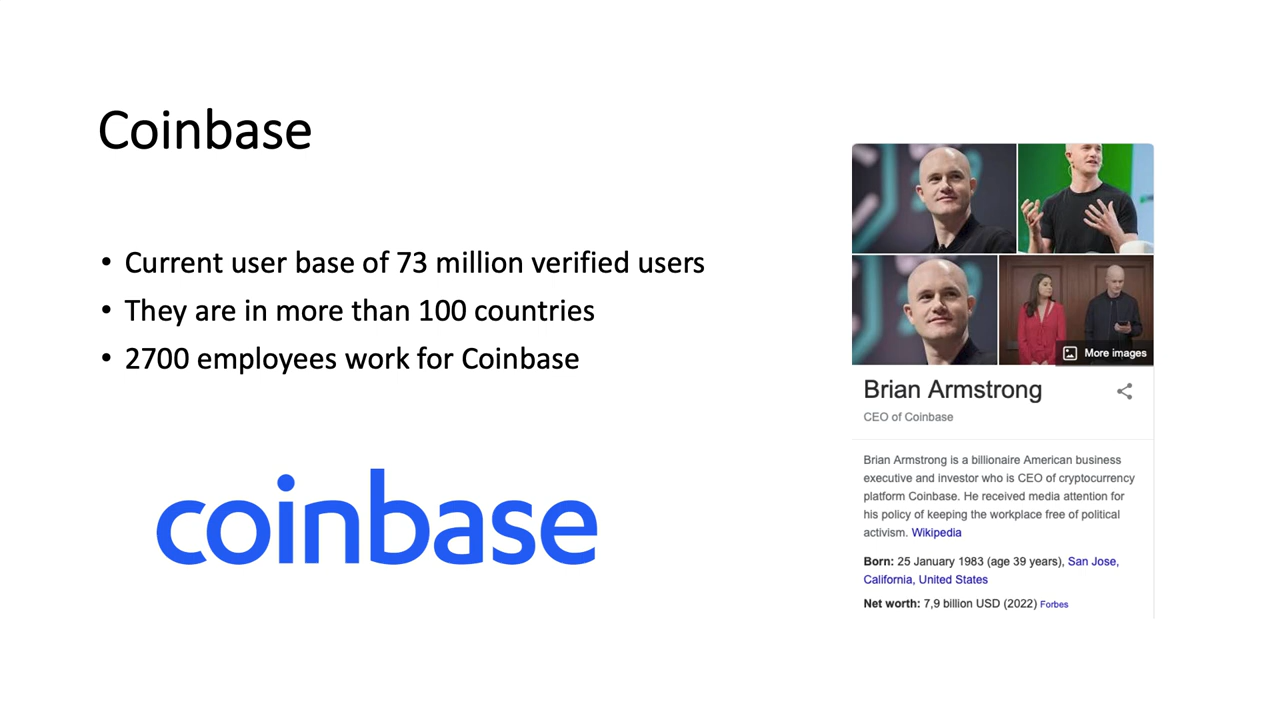 Coinbase
• Current user base of 73 million verified users
• They are in more than 100 countries
• 2700 employees work for Coinbase
coinbase
More images
Brian Armstrong
CEO of Coinbase
Brian Armstrong is a billionaire American business
executive and investor who is CEO of cryptocurrency
platform Coinbase. He received media attention for
his policy of keeping the workplace free of political
activism. Wikipedia
Born: 25 January 1983 (age 39 years), San Jose,
California, United States
Net worth: 7,9 billion USD (2022) Forbes